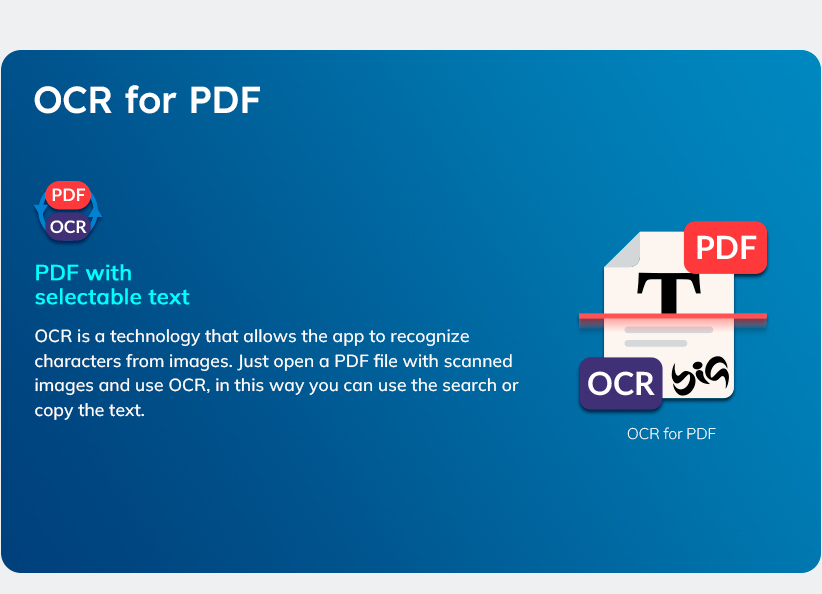 OCR for PDF
PDF
OCR
PDF with
selectable text
OCR is a technology that allows the app to recognize
characters from images. Just open a PDF file with scanned
images and use OCR, in this way you can use the search or
copy the text.
PDF
T
OCR
big
OCR for PDF